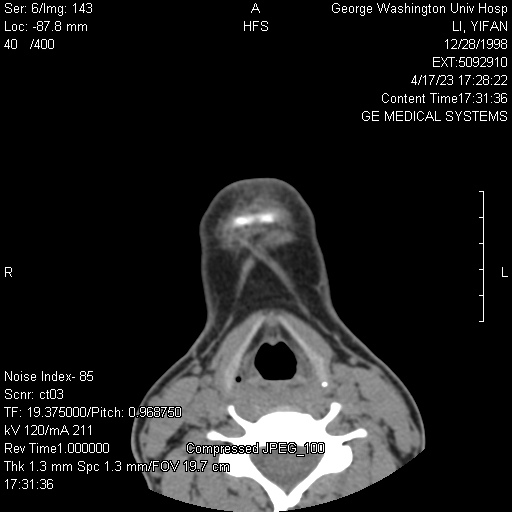 Ser: 6/Img: 143
Loc: -87.8 mm
40 /400
A
HFS
George Washington Univ Hosp
LI, YIFAN
12/28/1998
EXT:5092910
4/17/23 17:28:22
Content Time17:31:36
GE MEDICAL SYSTEMS
R
L
Noise Index- 85
Scnr: ct03
TF: 19.375000/Pitch: 0.968750
kV 120/mA 211
Rev Time1.000000
Compressed JPEG_100
Thk 1.3 mm Spc 1.3 mm/FOV 19.7 cm
17:31:36